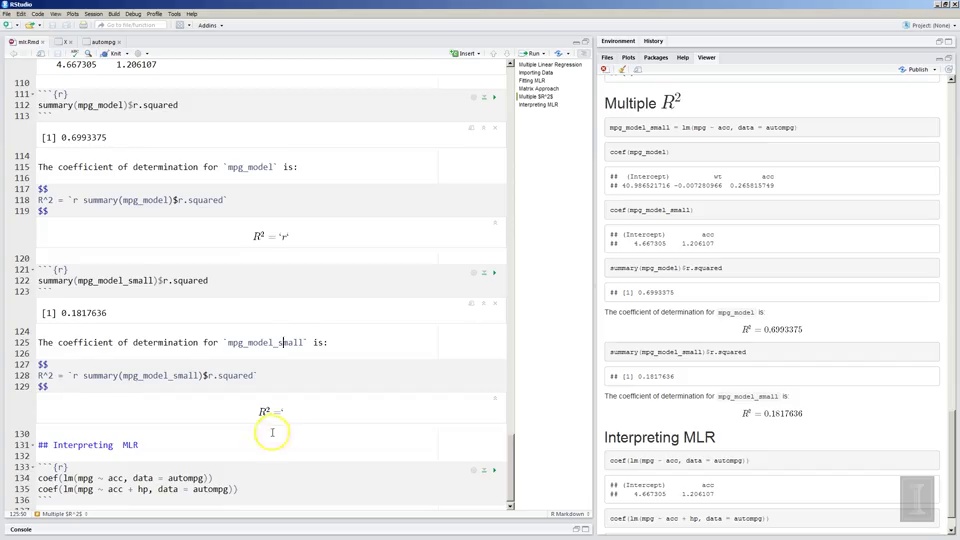 RStudio
File Edit Code View Plots Session Build Debug Profile Tools Help
Go to file/function Addins
Project: (None)
mlr.Rmd X autompg
Knit Insert Run
4.667305 1.206107
110
111 ```{r}
112 summary(mpg_model)$r.squared
113 ```
[1] 0.6993375
114
115 The coefficient of determination for `mpg_model` is:
116
117 $$
118 R^2 = `r summary(mpg_model)$r.squared`
119 $$
R² = ‘r‘
120
121 ```{r}
122 summary(mpg_model_small)$r.squared
123 ```
[1] 0.1817636
124
125 The coefficient of determination for `mpg_model_small` is:
126
127 $$
128 R^2 = `r summary(mpg_model_small)$r.squared`
129 $$
R² =‘
130
131 ## Interpreting  MLR
132
133 ```{r}
134 coef(lm(mpg ~ acc, data = autompg))
135 coef(lm(mpg ~ acc + hp, data = autompg))
136 ```
125:50 Multiple $R^2$ R Markdown
Console
Multiple Linear Regression
Importing Data
Fitting MLR
Matrix Approach
Multiple $R^2$
Interpreting MLR
Environment History
Files Plots Packages Help Viewer
Publish
Multiple R²
mpg_model_small = lm(mpg ~ acc, data = autompg)
coef(mpg_model)
## (Intercept) wt acc
## 40.986521716 -0.007280966 0.265815749
coef(mpg_model_small)
## (Intercept) acc
## 4.667305 1.206107
summary(mpg_model)$r.squared
## [1] 0.6993375
The coefficient of determination for mpg_model is:
R² = 0.6993375
summary(mpg_model_small)$r.squared
## [1] 0.1817636
The coefficient of determination for mpg_model_small is:
R² = 0.1817636
Interpreting MLR
coef(lm(mpg ~ acc, data = autompg))
## (Intercept) acc
## 4.667305 1.206107
coef(lm(mpg ~ acc + hp, data = autompg))